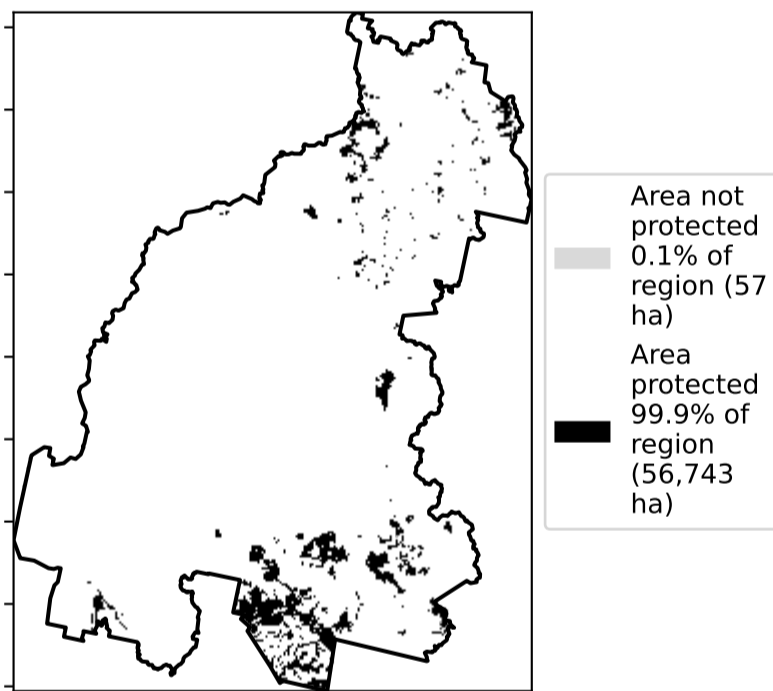 Area not
protected
0.1% of
region (57
ha)
Area
protected
99.9% of
region
(56,743
ha)